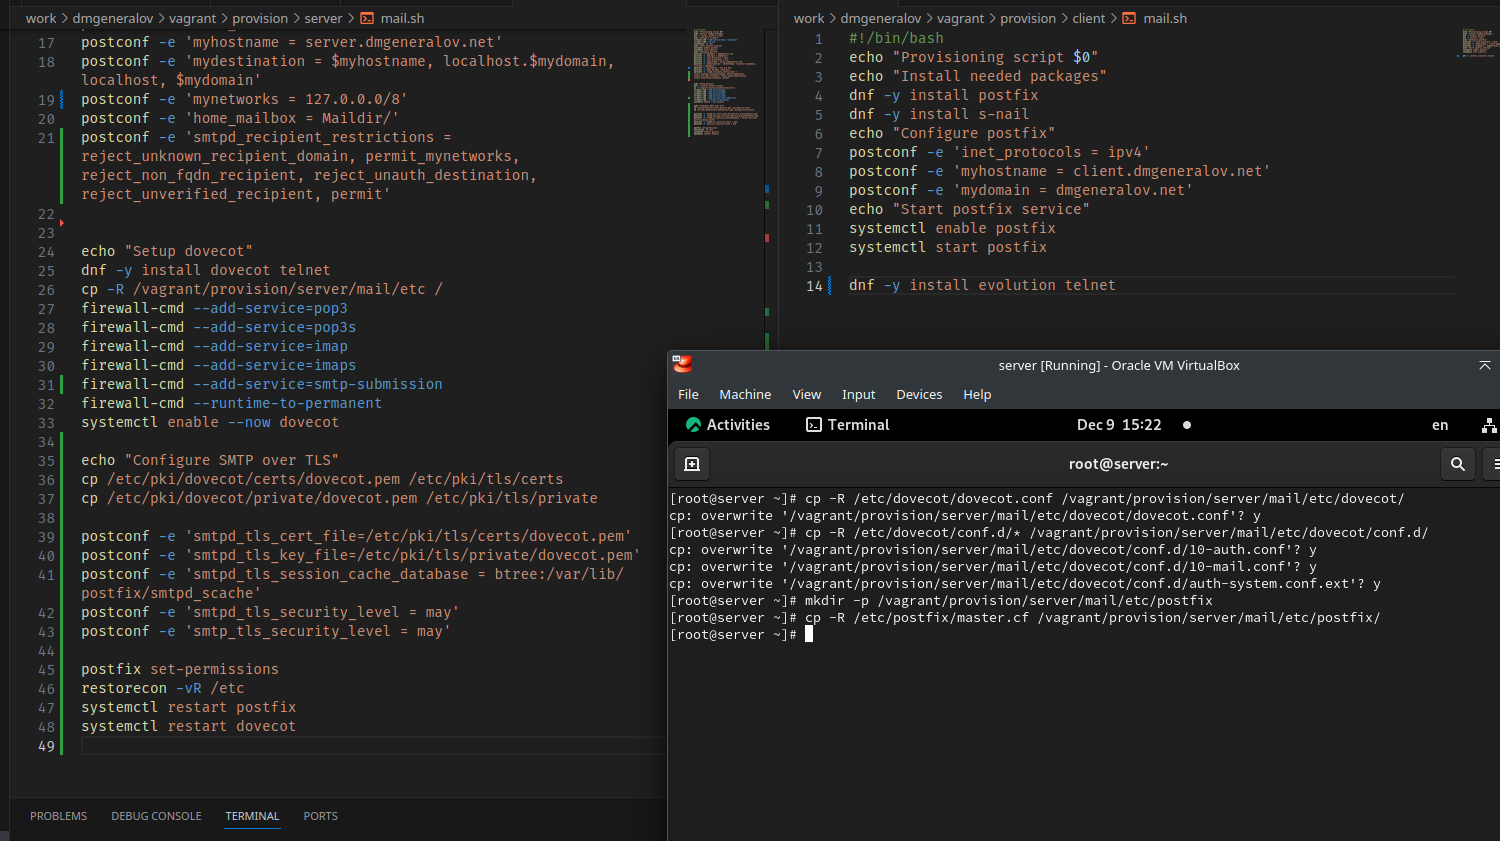 work > dmgeneralov > vagrant > provision > server > mail.sh
17 postconf -e 'myhostname = server.dmgeneralov.net'
18 postconf -e 'mydestination = $myhostname, localhost.$mydomain,
localhost, $mydomain'
19 postconf -e 'mynetworks = 127.0.0.0/8'
20 postconf -e 'home_mailbox = Maildir/'
21 postconf -e 'smtpd_recipient_restrictions =
reject_unknown_recipient_domain, permit_mynetworks,
reject_non_fqdn_recipient, reject_unauth_destination,
reject_unverified_recipient, permit'
22
23
24 echo "Setup dovecot"
25 dnf -y install dovecot telnet
26 cp -R /vagrant/provision/server/mail/etc /
27 firewall-cmd --add-service=pop3
28 firewall-cmd --add-service=pop3s
29 firewall-cmd --add-service=imap
30 firewall-cmd --add-service=imaps
31 firewall-cmd --add-service=smtp-submission
32 firewall-cmd --runtime-to-permanent
33 systemctl enable --now dovecot
34
35 echo "Configure SMTP over TLS"
36 cp /etc/pki/dovecot/certs/dovecot.pem /etc/pki/tls/certs
37 cp /etc/pki/dovecot/private/dovecot.pem /etc/pki/tls/private
38
39 postconf -e 'smtpd_tls_cert_file=/etc/pki/tls/certs/dovecot.pem'
40 postconf -e 'smtpd_tls_key_file=/etc/pki/tls/private/dovecot.pem'
41 postconf -e 'smtpd_tls_session_cache_database = btree:/var/lib/
postfix/smtpd_scache'
42 postconf -e 'smtpd_tls_security_level = may'
43 postconf -e 'smtp_tls_security_level = may'
44
45 postfix set-permissions
46 restorecon -vR /etc
47 systemctl restart postfix
48 systemctl restart dovecot
49
PROBLEMS DEBUG CONSOLE TERMINAL PORTS
work > dmgeneralov > vagrant > provision > client > mail.sh
1 #!/bin/bash
2 echo "Provisioning script $0"
3 echo "Install needed packages"
4 dnf -y install postfix
5 dnf -y install s-nail
6 echo "Configure postfix"
7 postconf -e 'inet_protocols = ipv4'
8 postconf -e 'myhostname = client.dmgeneralov.net'
9 postconf -e 'mydomain = dmgeneralov.net'
10 echo "Start postfix service"
11 systemctl enable postfix
12 systemctl start postfix
13
14 dnf -y install evolution telnet
server [Running] - Oracle VM VirtualBox
File Machine View Input Devices Help
Activities Terminal Dec 9 15:22 en
root@server:~
[root@server ~]# cp -R /etc/dovecot/dovecot.conf /vagrant/provision/server/mail/etc/dovecot/
cp: overwrite '/vagrant/provision/server/mail/etc/dovecot/dovecot.conf'? y
[root@server ~]# cp -R /etc/dovecot/conf.d/* /vagrant/provision/server/mail/etc/dovecot/conf.d/
cp: overwrite '/vagrant/provision/server/mail/etc/dovecot/conf.d/10-auth.conf'? y
cp: overwrite '/vagrant/provision/server/mail/etc/dovecot/conf.d/10-mail.conf'? y
cp: overwrite '/vagrant/provision/server/mail/etc/dovecot/conf.d/auth-system.conf.ext'? y
[root@server ~]# mkdir -p /vagrant/provision/server/mail/etc/postfix
[root@server ~]# cp -R /etc/postfix/master.cf /vagrant/provision/server/mail/etc/postfix/
[root@server ~]#